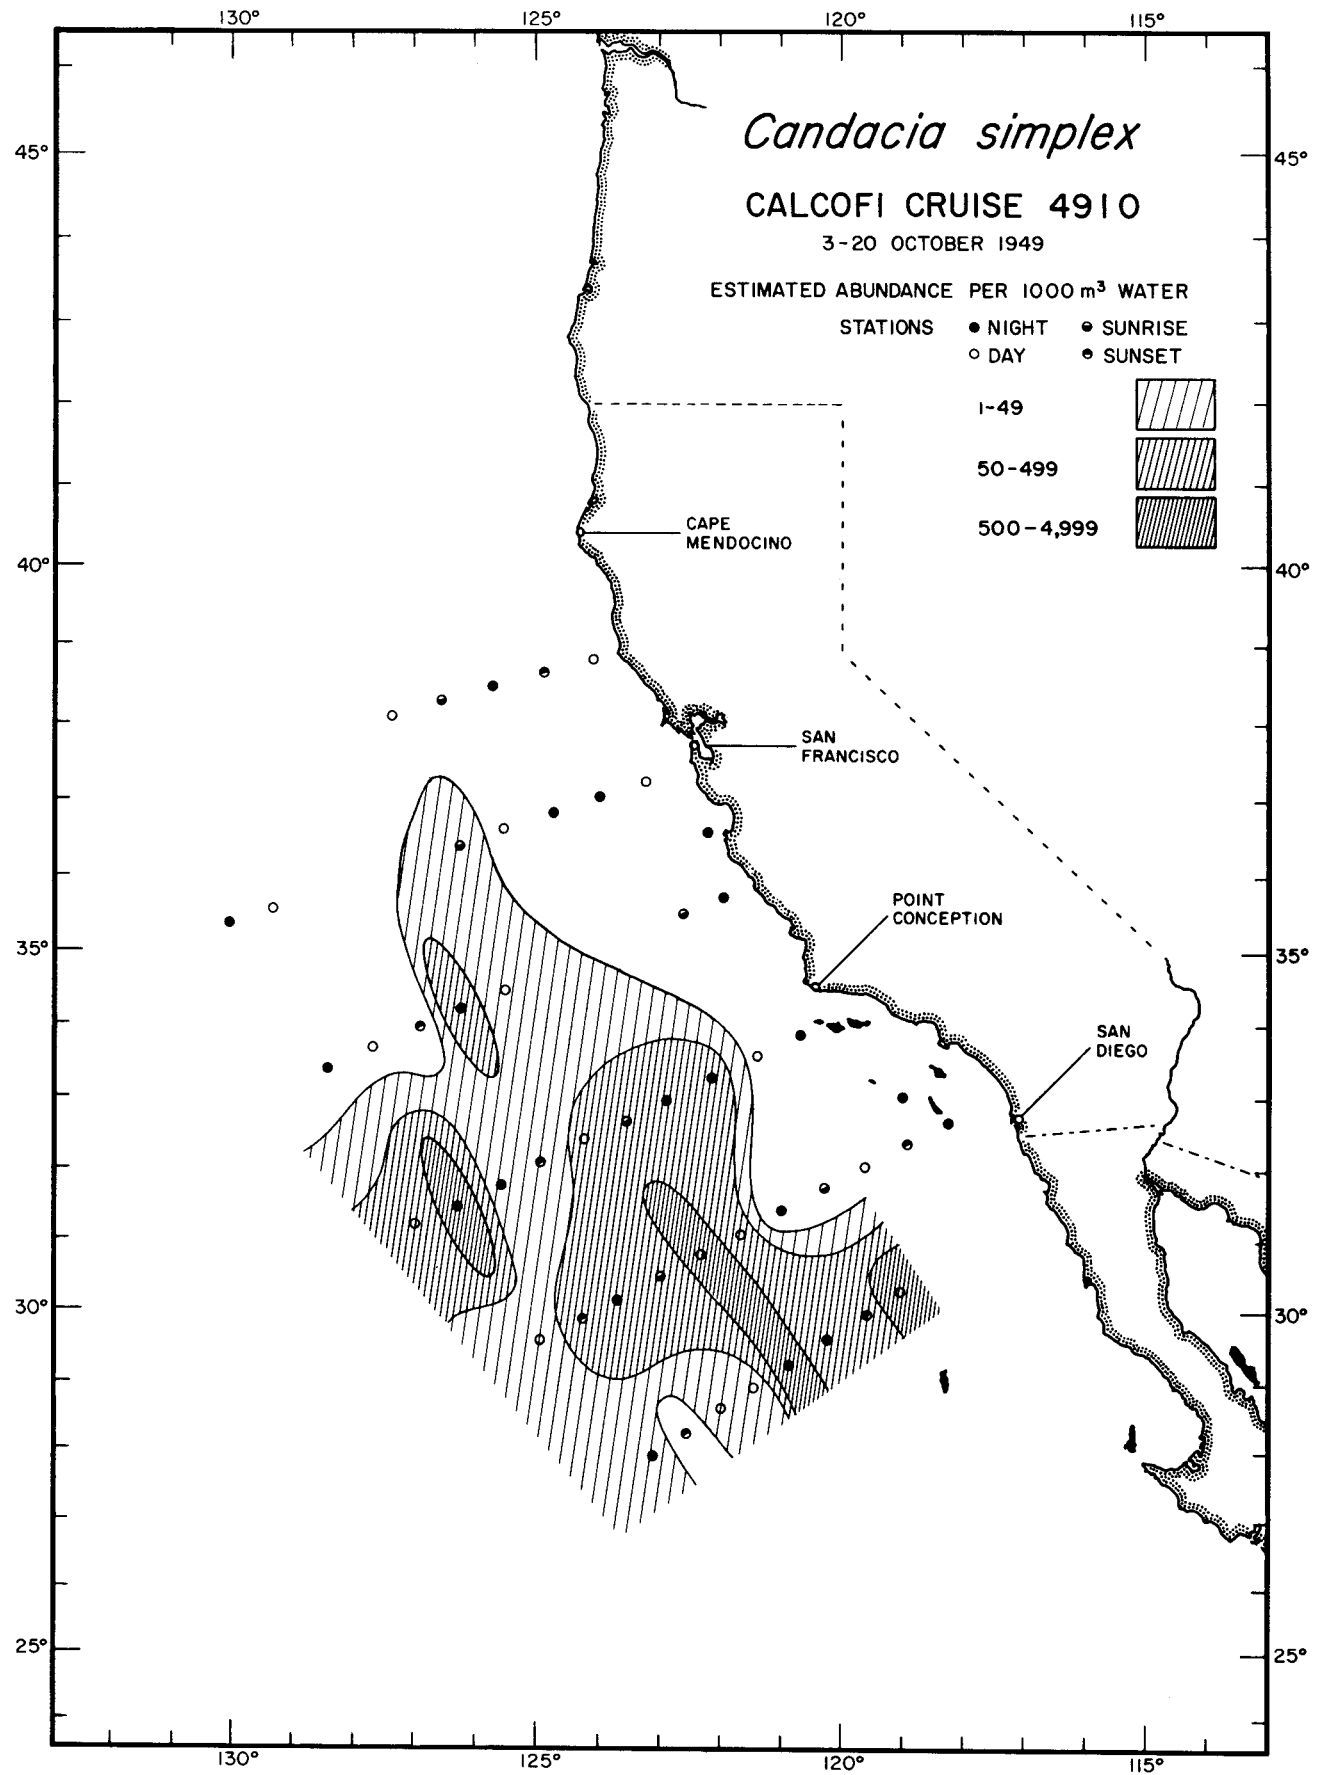 130° 125° 120° 115°
Candacia simplex
45° 45°
CALCOFI CRUISE 4910
3-20 OCTOBER 1949
ESTIMATED ABUNDANCE PER 1000 m³ WATER
STATIONS ● NIGHT ◒ SUNRISE
○ DAY ◓ SUNSET
1-49
50-499
500-4,999
CAPE
MENDOCINO
40° 40°
SAN
FRANCISCO
POINT
CONCEPTION
35° 35°
SAN
DIEGO
30° 30°
25° 25°
130° 125° 120° 115°